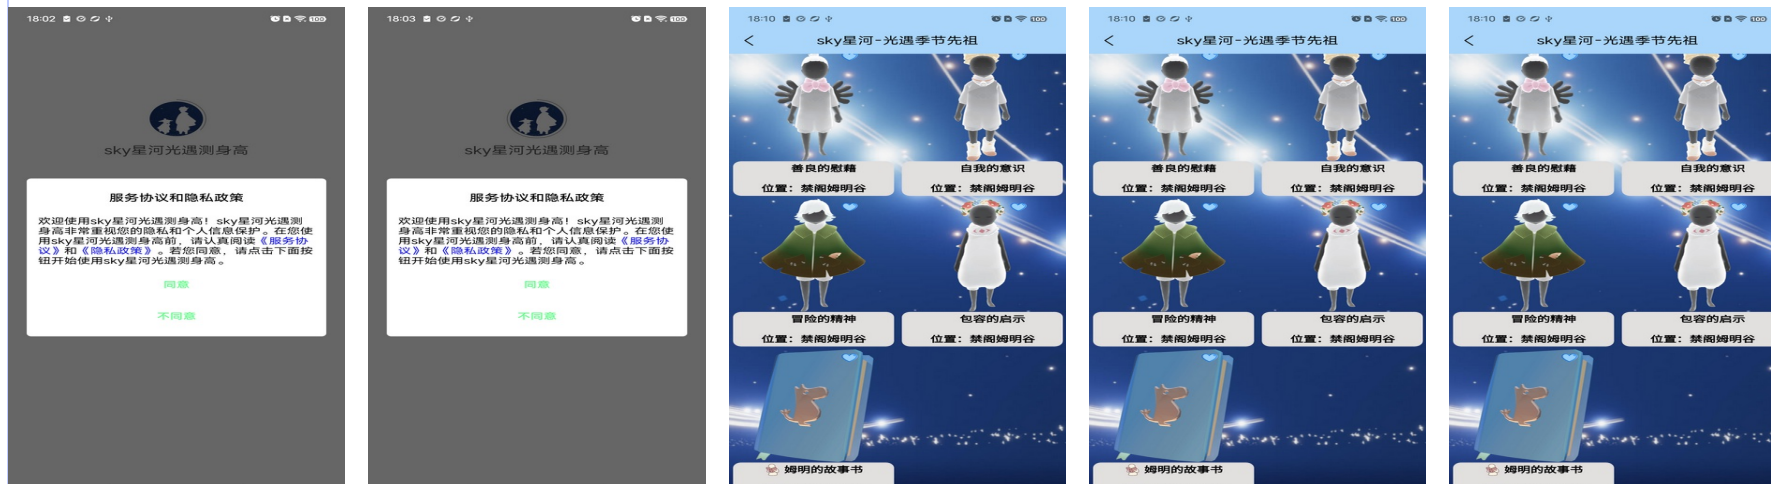 18:02
100
sky星河光遇测身高
服务协议和隐私政策
欢迎使用sky星河光遇测身高！sky星河光遇测
身高非常重视您的隐私和个人信息保护。在您使
用sky星河光遇测身高前，请认真阅读《服务协
议》和《隐私政策》。若您同意，请点击下面按
钮开始使用sky星河光遇测身高。
同意
不同意
18:03
100
sky星河光遇测身高
服务协议和隐私政策
欢迎使用sky星河光遇测身高！sky星河光遇测
身高非常重视您的隐私和个人信息保护。在您使
用sky星河光遇测身高前，请认真阅读《服务协
议》和《隐私政策》。若您同意，请点击下面按
钮开始使用sky星河光遇测身高。
同意
不同意
18:10
100
sky星河-光遇季节先祖
善良的慰藉
自我的意识
位置：禁阁姆明谷
位置：禁阁姆明谷
冒险的精神
包容的启示
位置：禁阁姆明谷
位置：禁阁姆明谷
姆明的故事书
18:10
100
sky星河-光遇季节先祖
善良的慰藉
自我的意识
位置：禁阁姆明谷
位置：禁阁姆明谷
冒险的精神
包容的启示
位置：禁阁姆明谷
位置：禁阁姆明谷
姆明的故事书
18:10
100
sky星河-光遇季节先祖
善良的慰藉
自我的意识
位置：禁阁姆明谷
位置：禁阁姆明谷
冒险的精神
包容的启示
位置：禁阁姆明谷
位置：禁阁姆明谷
姆明的故事书